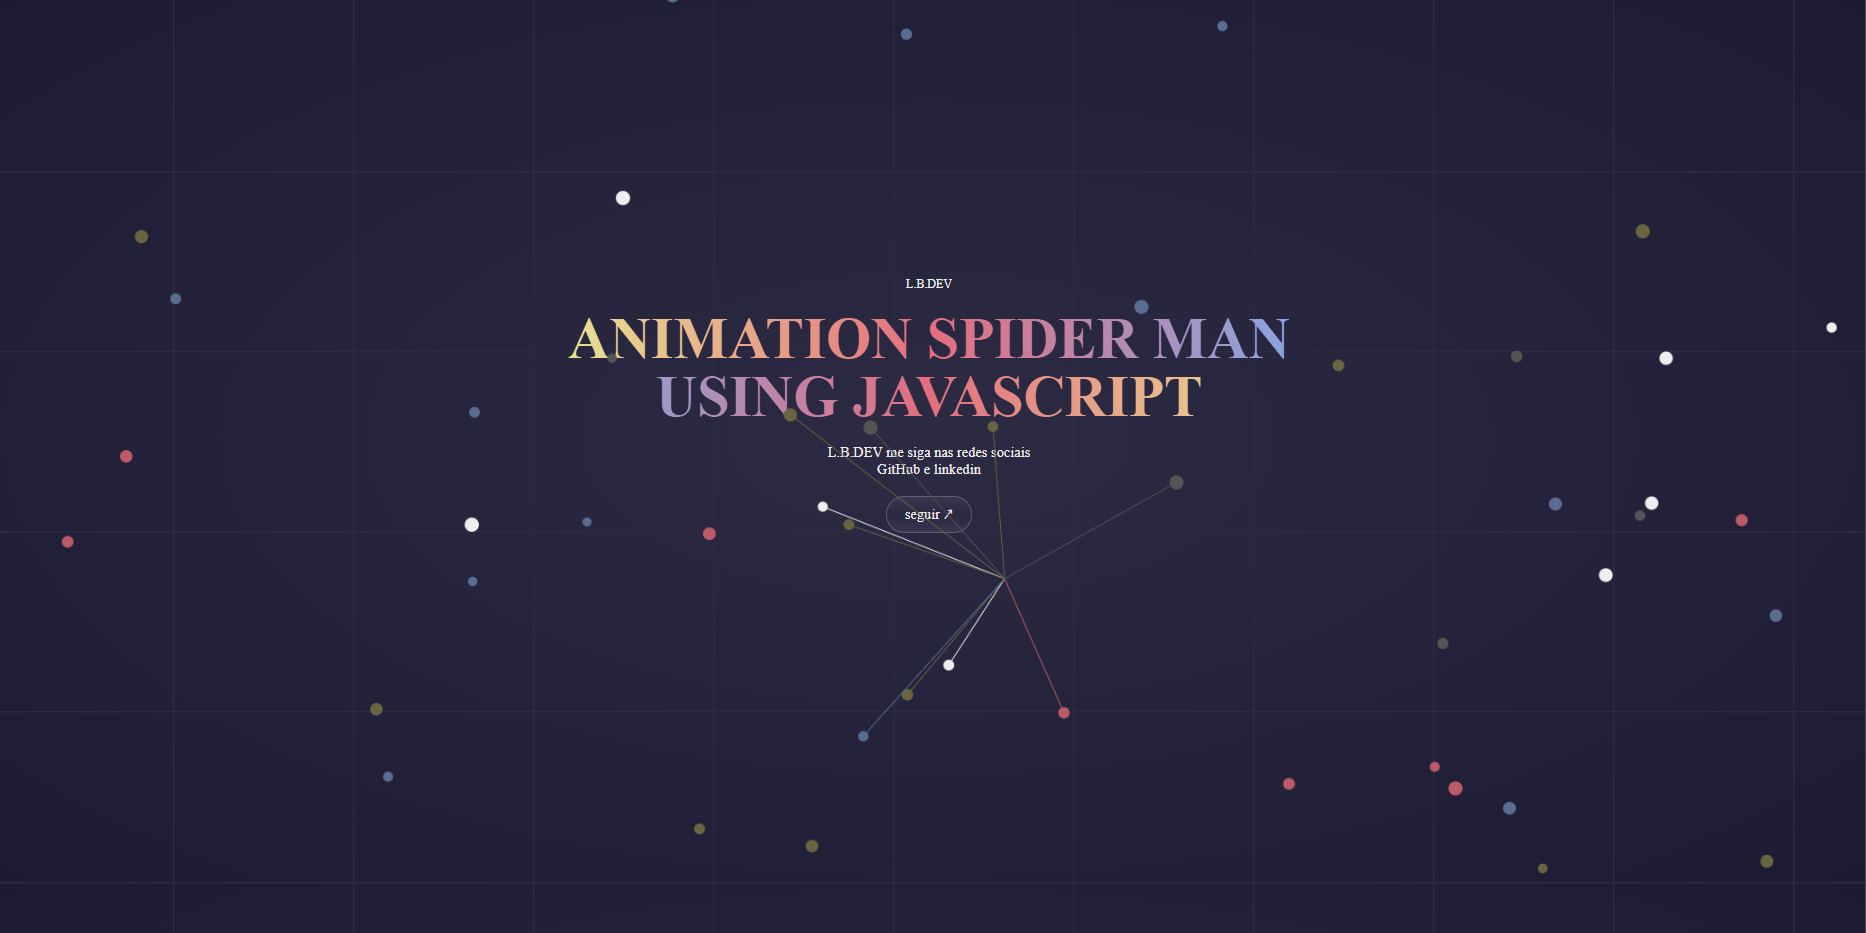 L.B.DEV
ANIMATION SPIDER MAN
USING JAVASCRIPT
L.B.DEV me siga nas redes sociais
GitHub e linkedin
seguir ↗